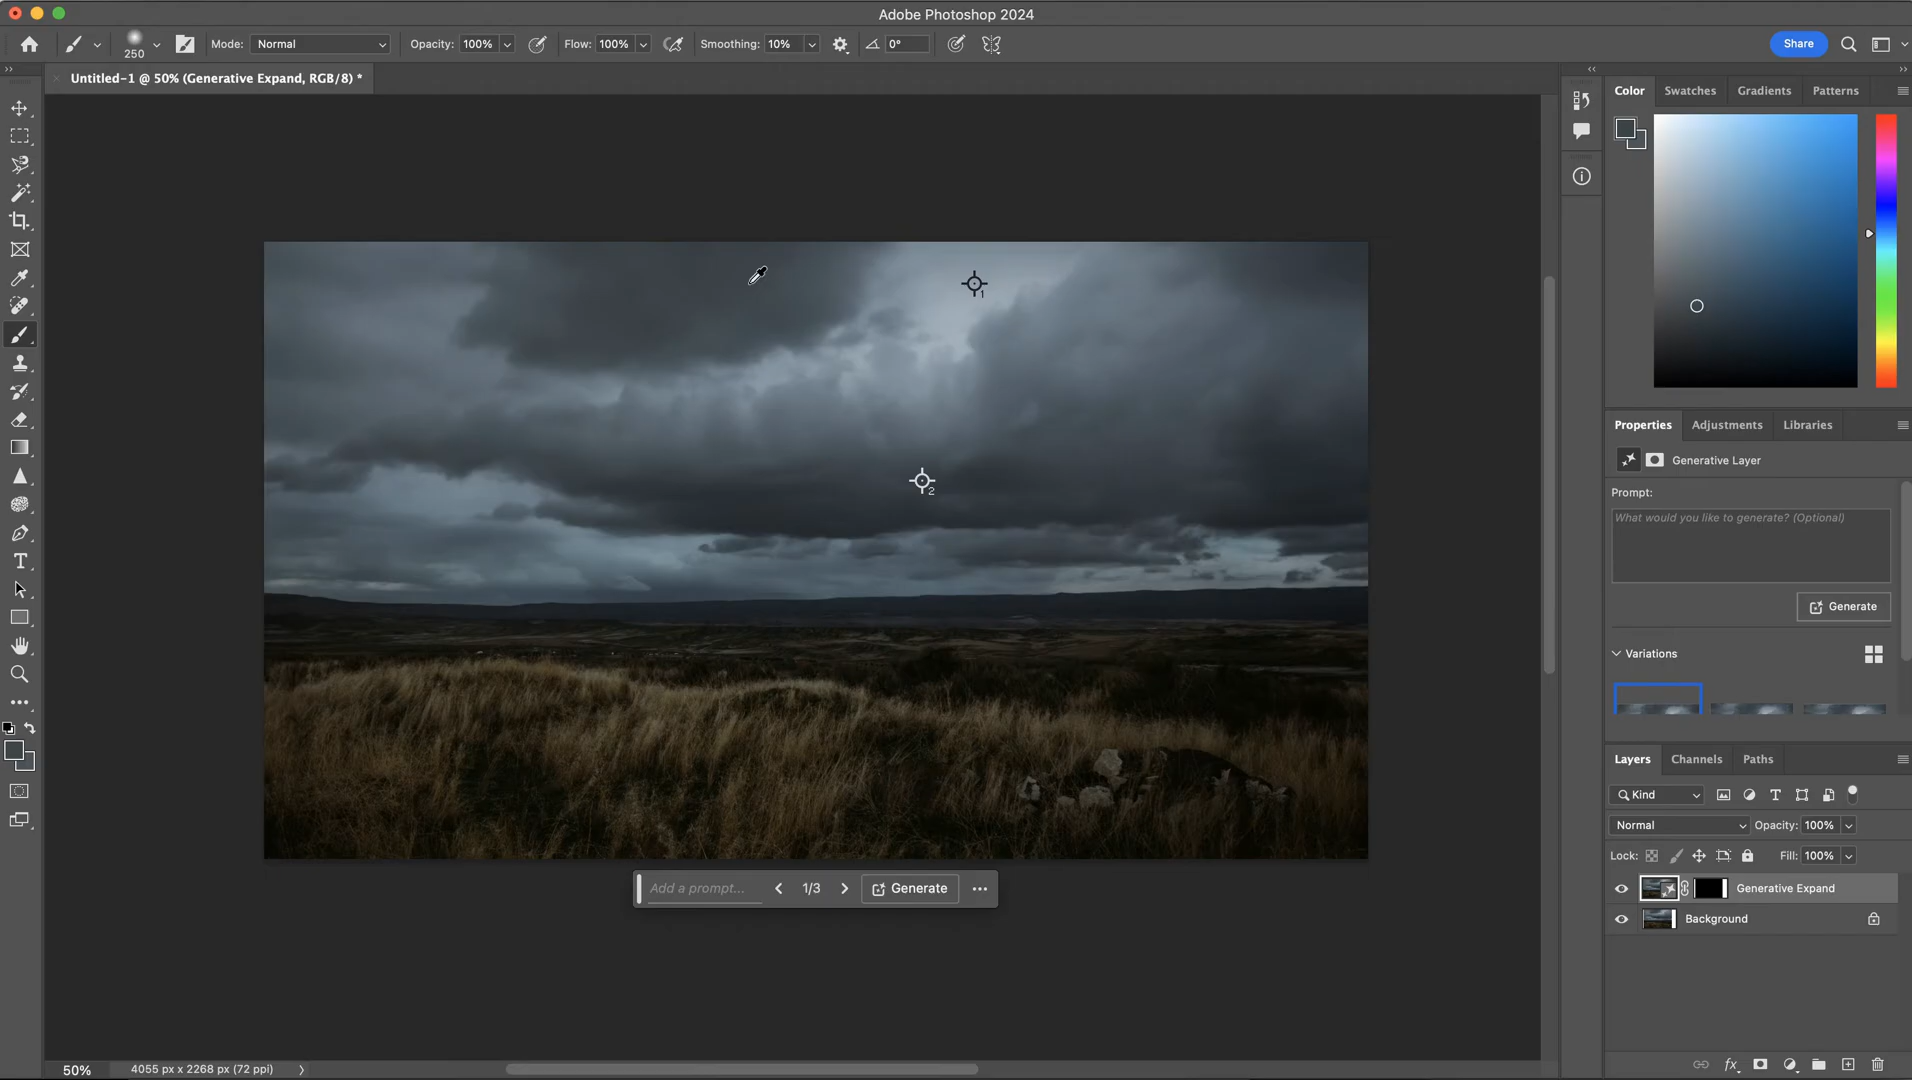 Adobe Photoshop 2024
250
Mode: Normal
Opacity: 100%
Flow: 100%
Smoothing: 10%
0°
Share
Untitled-1 @ 50% (Generative Expand, RGB/8) *
Color Swatches Gradients Patterns
1
2
Properties Adjustments Libraries
Generative Layer
Prompt:
What would you like to generate? (Optional)
Generate
Variations
Layers Channels Paths
Kind
Normal Opacity: 100%
Lock: Fill: 100%
Generative Expand
Background
Add a prompt... 1/3 Generate
50% 4055 px x 2268 px (72 ppi)